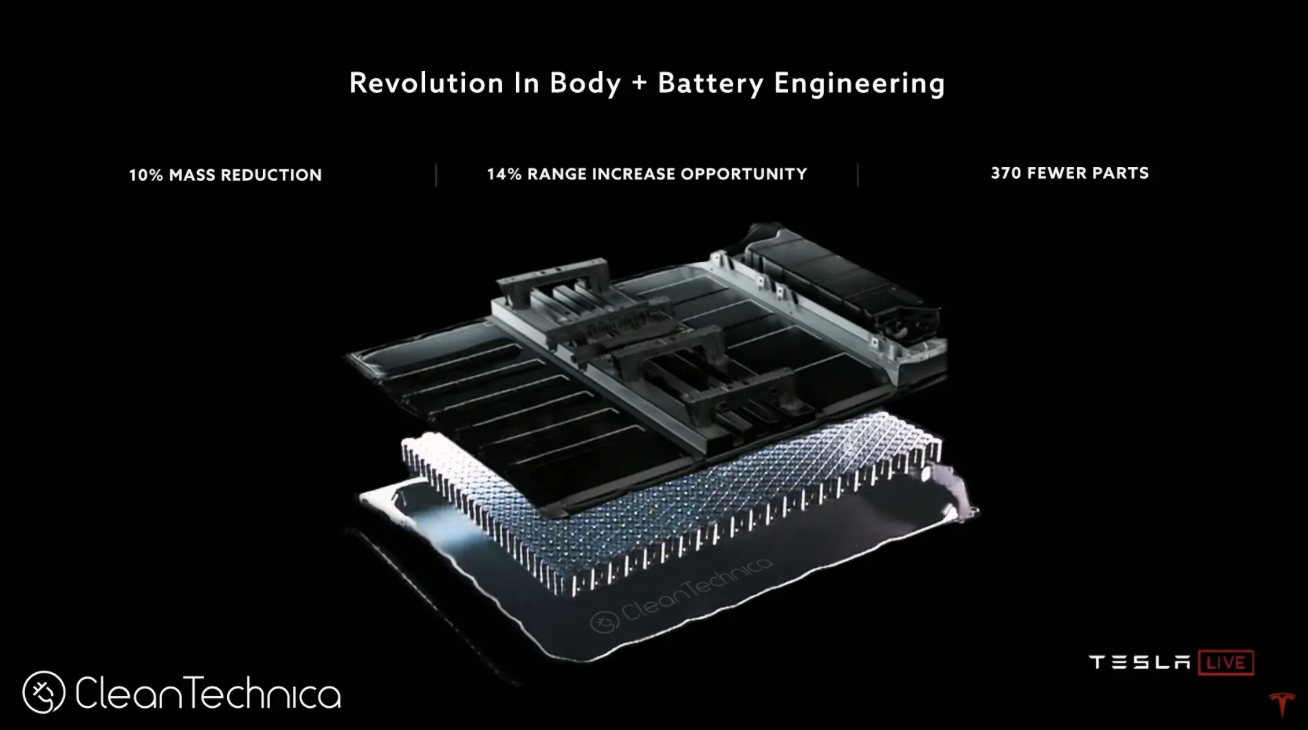 Revolution In Body + Battery Engineering
10% MASS REDUCTION
14% RANGE INCREASE OPPORTUNITY
370 FEWER PARTS
CleanTechnica
TESLA LIVE
CleanTechnica